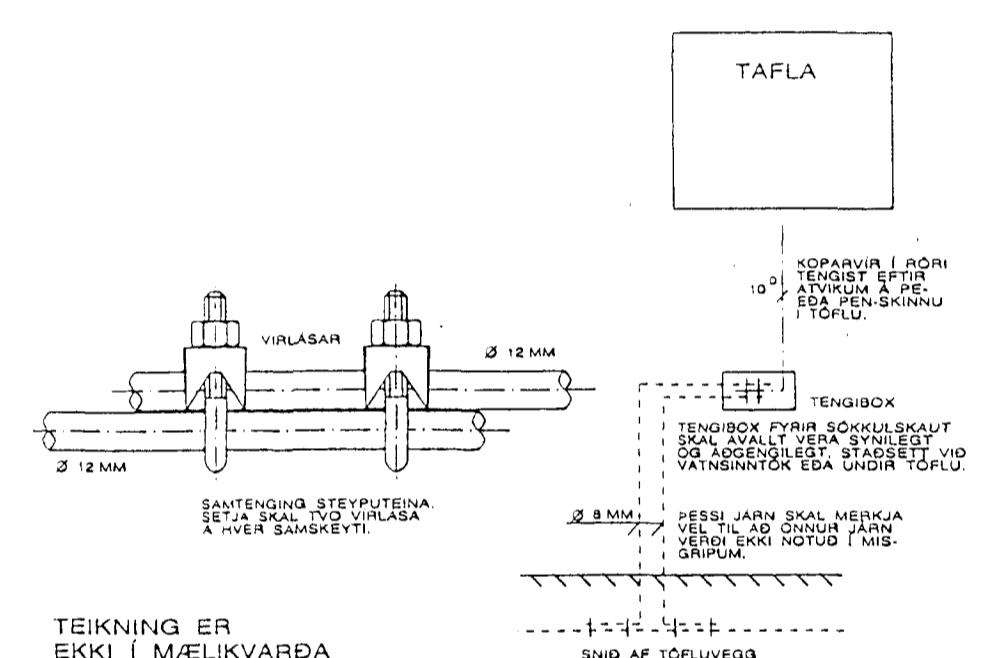 TAFLA
KOPARVÍR Í RÖRI
TENGIST EFTIR
ATVIKUM Á PE-
EÐA PEN-SKINNU
Í TÖFLU.
10
VÍRLÁSAR
Ø 12 MM
TENGIBOX
TENGIBOX FYRIR SÖKKULSKAUT
SKAL ÁVALLT VERA SÝNILEGT
OG AÐGENGILEGT, STAÐSETT VIÐ
VATNSINNTÖK EÐA UNDIR TÖFLU.
Ø 12 MM
SAMTENGING STEYPUTEINA.
SETJA SKAL TVO VÍRLÁSA
Á HVER SAMSKEYTI.
Ø 8 MM
ÞESSI JÁRN SKAL MERKJA
VEL TIL AÐ ÖNNUR JÁRN
VERÐI EKKI NOTUÐ Í MIS-
GRIPUM.
TEIKNING ER
EKKI Í MÆLIKVARÐA
SNIÐ AF TÖFLUVEGG